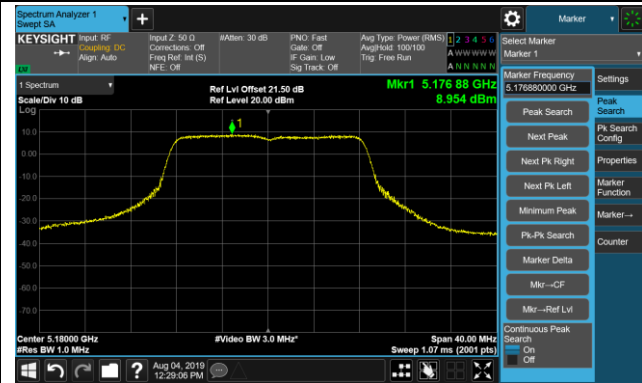 Spectrum Analyzer 1
Swept SA
+
Marker
KEYSIGHT
Input: RF
Coupling: DC
Align: Auto
Input Z: 50 Ω
Corrections: Off
Freq Ref: Int (S)
NFE: Off
#Atten: 30 dB
PNO: Fast
Gate: Off
IF Gain: Low
Sig Track: Off
Avg Type: Power (RMS)
Avg|Hold: 100/100
Trig: Free Run
1 2 3 4 5 6
A W W W W W
A N N N N N
Select Marker
Marker 1
1 Spectrum
Scale/Div 10 dB
Log
Ref Lvl Offset 21.50 dB
Ref Level 20.00 dBm
Mkr1 5.176 88 GHz
8.954 dBm
10.0
0.00
-10.0
-20.0
-30.0
-40.0
-50.0
-60.0
-70.0
1
Center 5.18000 GHz
#Res BW 1.0 MHz
#Video BW 3.0 MHz*
Span 40.00 MHz
Sweep 1.07 ms (2001 pts)
Marker Frequency
5.176880000 GHz
Peak Search
Next Peak
Next Pk Right
Next Pk Left
Minimum Peak
Pk-Pk Search
Marker Delta
Mkr→CF
Mkr→Ref Lvl
Continuous Peak
Search
On
Off
Settings
Peak
Search
Pk Search
Config
Properties
Marker
Function
Marker→
Counter
?
Aug 04, 2019
12:29:06 PM